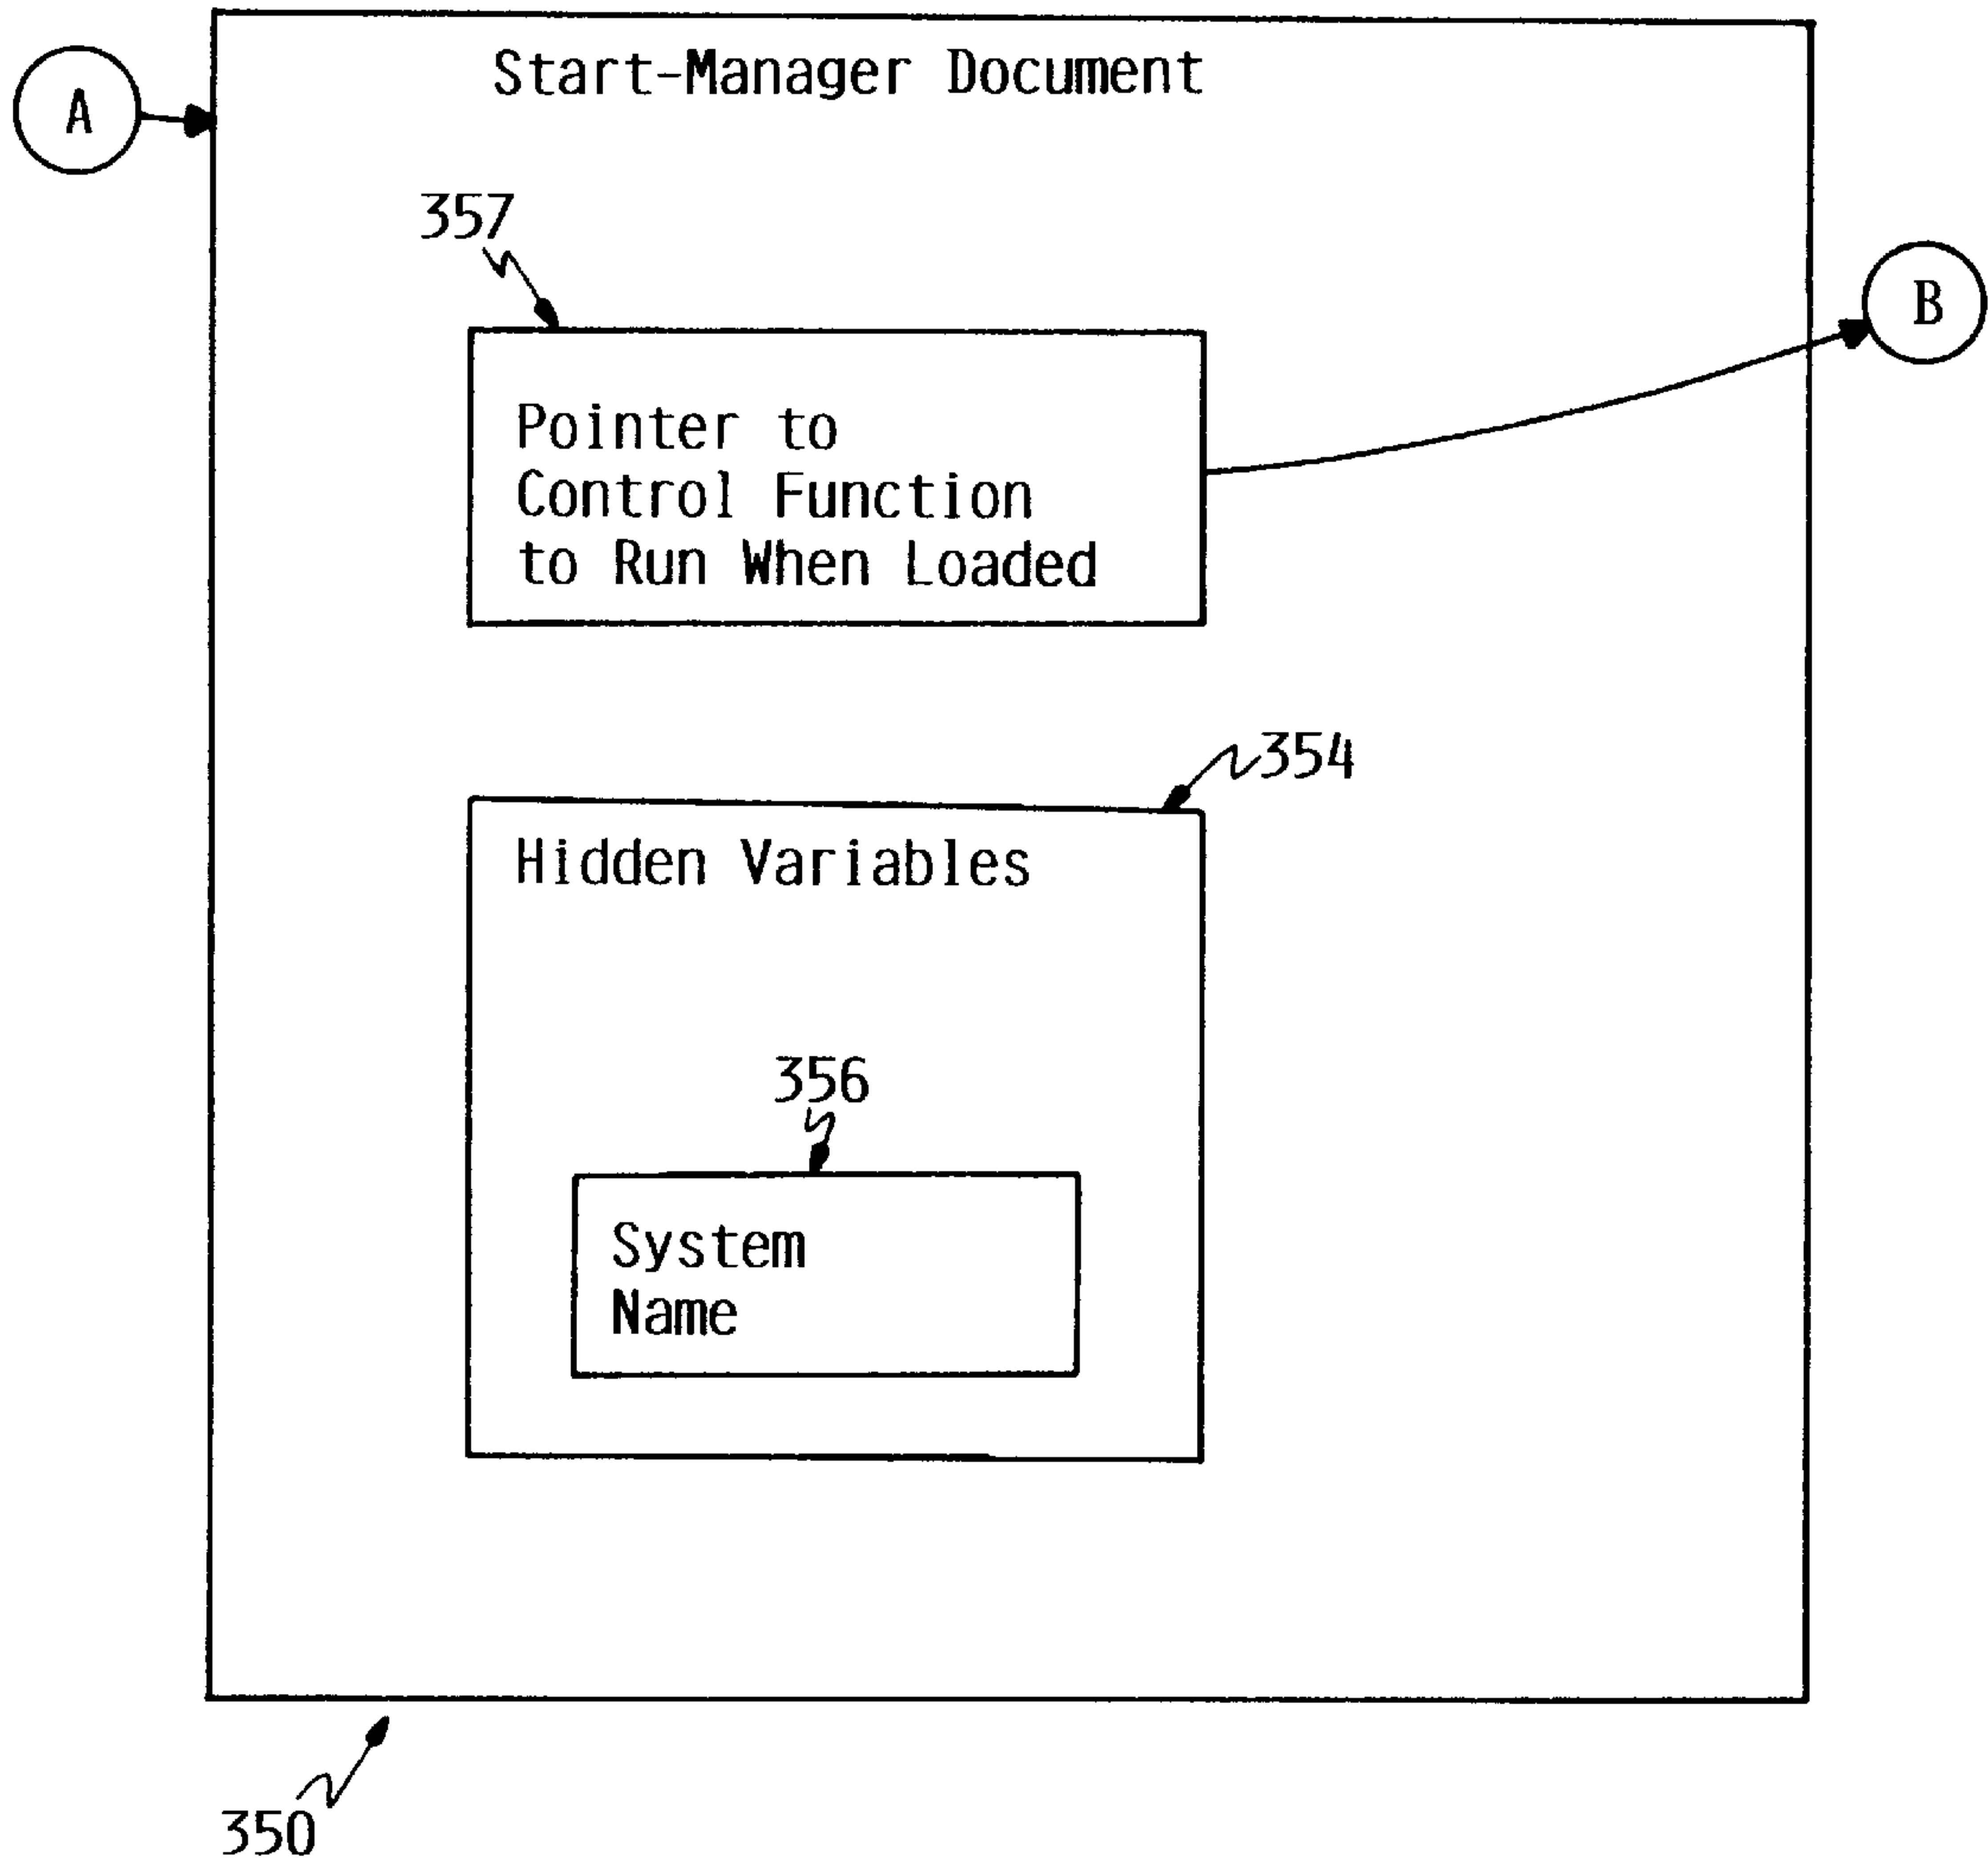 Start-Manager Document
A
357
B
Pointer to
Control Function
to Run When Loaded
354
Hidden Variables
356
System
Name
350